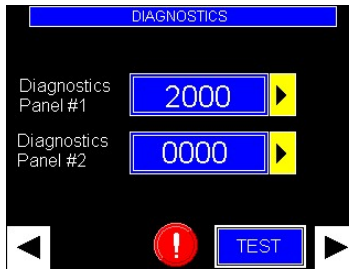 DIAGNOSTICS
Diagnostics
Panel #1
2000
Diagnostics
Panel #2
0000
!
TEST